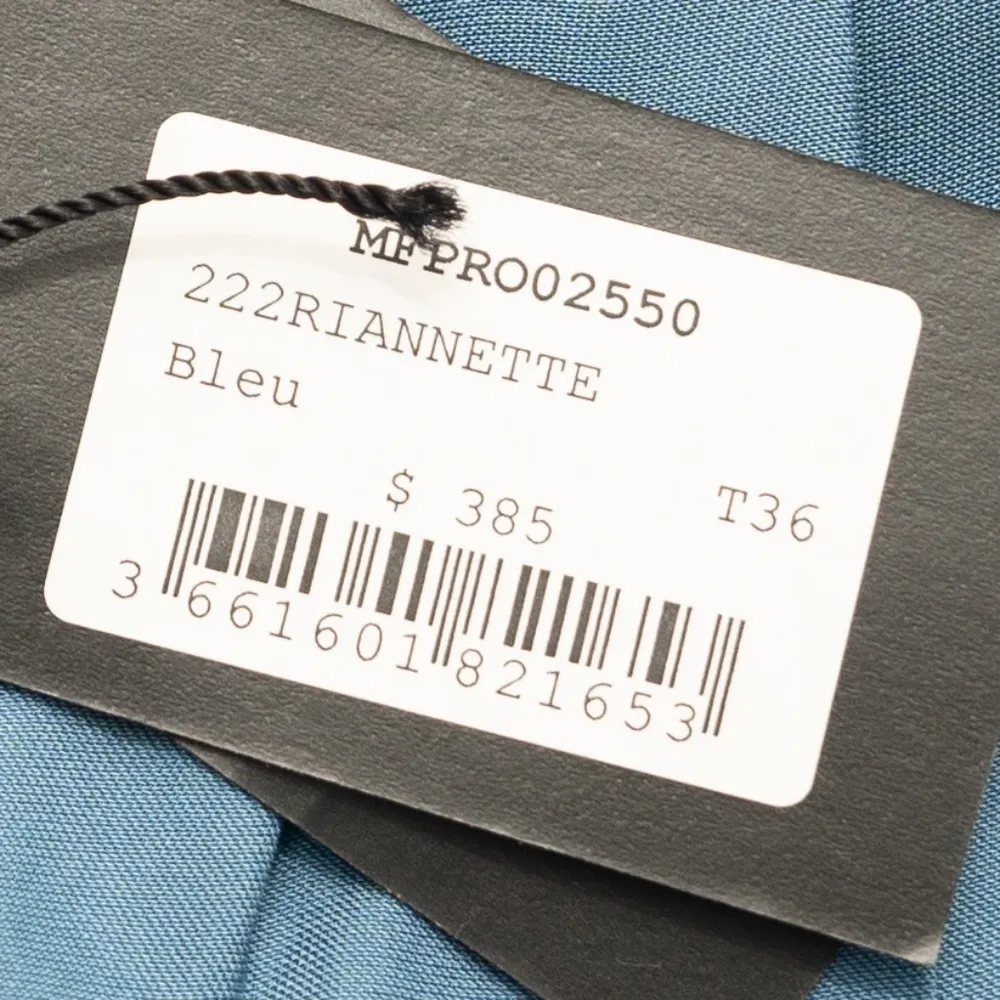 MFPRO02550
222RIANNETTE
Bleu
$ 385 T36
3 661601 821653